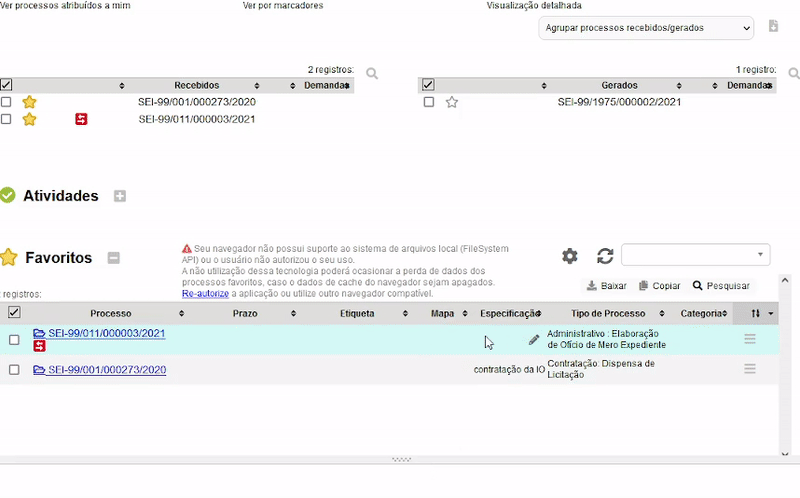 Ver processos atribuídos a mim
Ver por marcadores
Visualização detalhada
Agrupar processos recebidos/gerados
2 registros:
Recebidos
Demandas
SEI-99/001/000273/2020
SEI-99/011/000003/2021
1 registro:
Gerados
Demandas
SEI-99/1975/000002/2021
Atividades
Favoritos
Seu navegador não possui suporte ao sistema de arquivos local (FileSystem
API) ou o usuário não autorizou o seu uso.
A não utilização dessa tecnologia poderá ocasionar a perda de dados dos
processos favoritos, caso o dados de cache do navegador sejam apagados.
Re-autorize a aplicação ou utilize outro navegador compatível.
Baixar
Copiar
Pesquisar
registros:
Processo
Prazo
Etiqueta
Mapa
Especificação
Tipo de Processo
Categoria
SEI-99/011/000003/2021
Administrativo : Elaboração
de Ofício de Mero Expediente
SEI-99/001/000273/2020
contratação da IO
Contratação: Dispensa de
Licitação